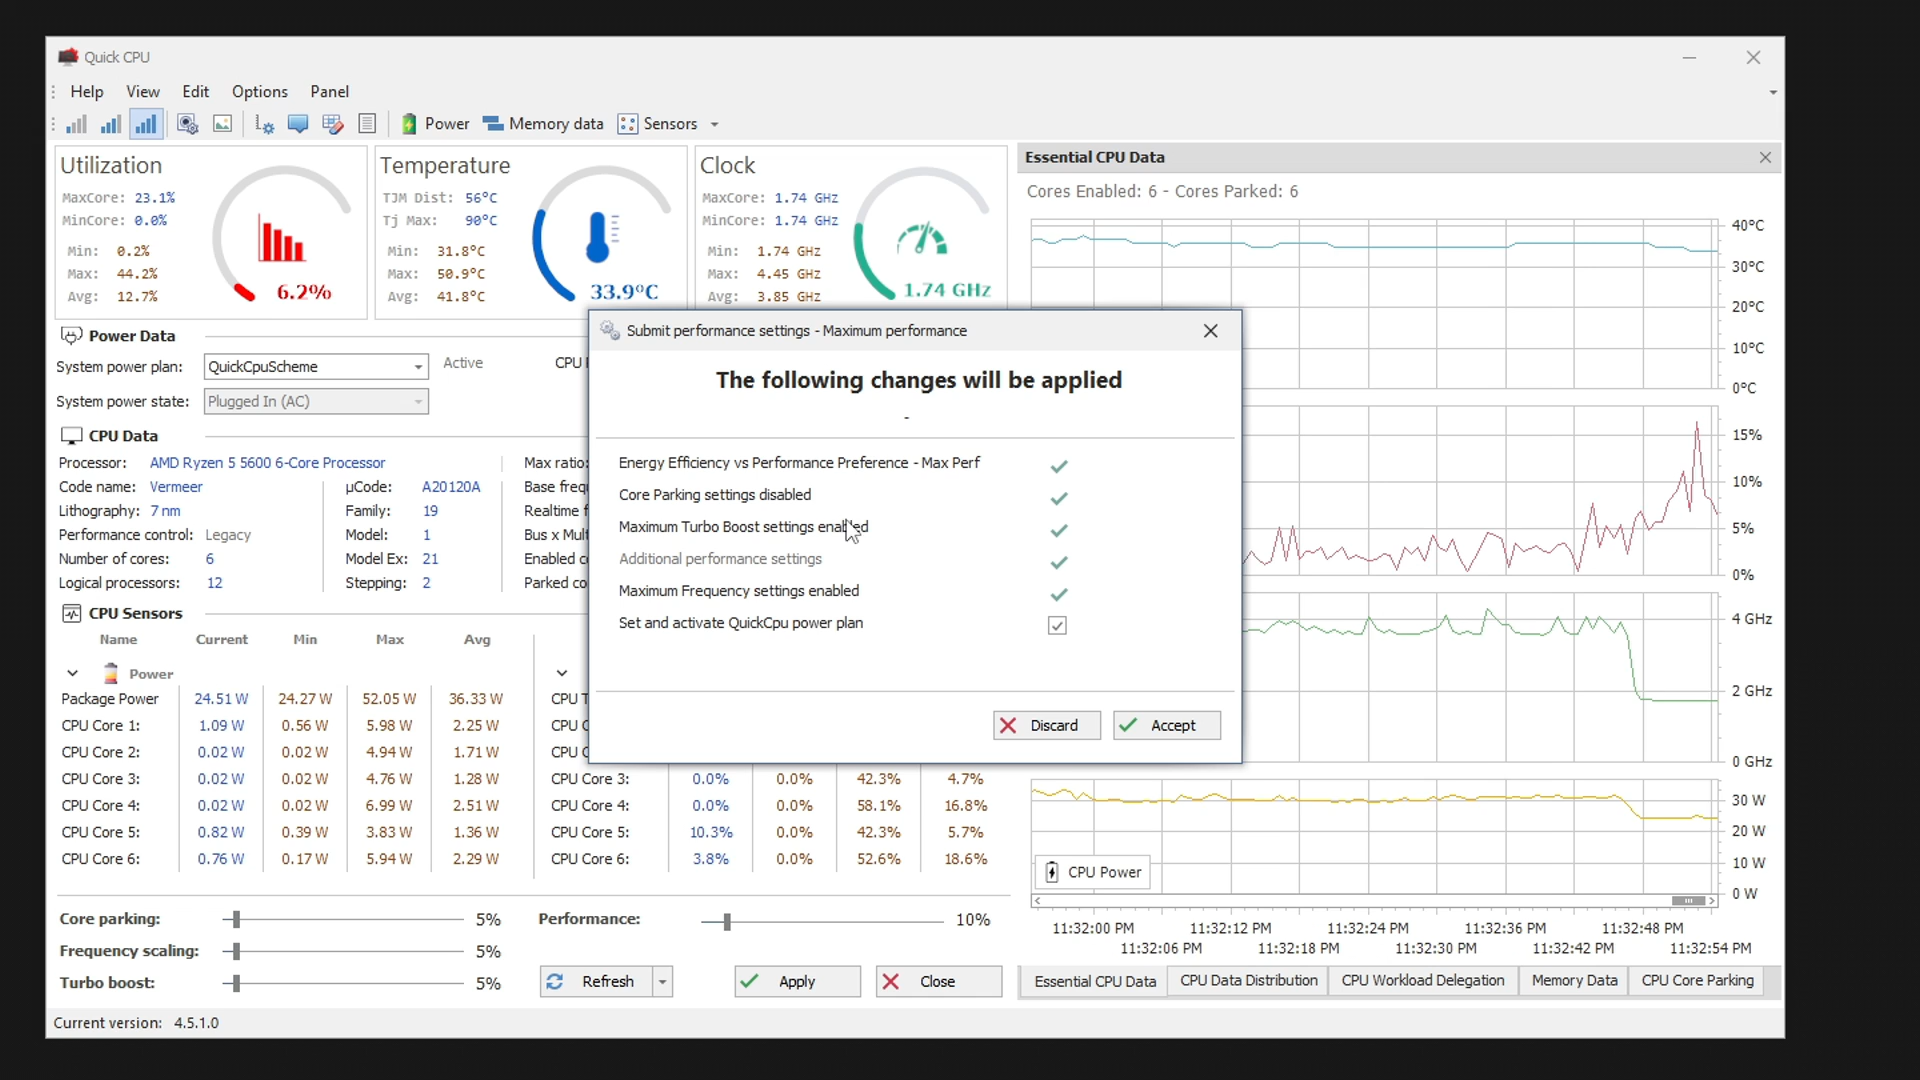 Quick CPU
Help View Edit Options Panel
Power Memory data Sensors
Utilization
MaxCore: 23.1%
MinCore: 0.0%
Min: 0.2%
Max: 44.2%
Avg: 12.7%
6.2%
Temperature
TJM Dist: 56°C
Tj Max: 90°C
Min: 31.8°C
Max: 50.9°C
Avg: 41.8°C
33.9°C
Clock
MaxCore: 1.74 GHz
MinCore: 1.74 GHz
Min: 1.74 GHz
Max: 4.45 GHz
Avg: 3.85 GHz
1.74 GHz
Power Data
System power plan: QuickCpuScheme Active CPU
System power state: Plugged In (AC)
CPU Data
Processor: AMD Ryzen 5 5600 6-Core Processor Max ratio:
Code name: Vermeer µCode: A20120A Base freq
Lithography: 7 nm Family: 19 Realtime f
Performance control: Legacy Model: 1 Bus x Mult
Number of cores: 6 Model Ex: 21 Enabled co
Logical processors: 12 Stepping: 2 Parked co
CPU Sensors
Name Current Min Max Avg
Power
Package Power 24.51 W 24.27 W 52.05 W 36.33 W CPU T
CPU Core 1: 1.09 W 0.56 W 5.98 W 2.25 W CPU C
CPU Core 2: 0.02 W 0.02 W 4.94 W 1.71 W CPU C
CPU Core 3: 0.02 W 0.02 W 4.76 W 1.28 W CPU Core 3: 0.0% 0.0% 42.3% 4.7%
CPU Core 4: 0.02 W 0.02 W 6.99 W 2.51 W CPU Core 4: 0.0% 0.0% 58.1% 16.8%
CPU Core 5: 0.82 W 0.39 W 3.83 W 1.36 W CPU Core 5: 10.3% 0.0% 42.3% 5.7%
CPU Core 6: 0.76 W 0.17 W 5.94 W 2.29 W CPU Core 6: 3.8% 0.0% 52.6% 18.6%
Submit performance settings - Maximum performance
The following changes will be applied
-
Energy Efficiency vs Performance Preference - Max Perf
Core Parking settings disabled
Maximum Turbo Boost settings enabled
Additional performance settings
Maximum Frequency settings enabled
Set and activate QuickCpu power plan
Discard Accept
Core parking: 5% Performance: 10%
Frequency scaling: 5%
Turbo boost: 5%
Refresh Apply Close
Current version: 4.5.1.0
Essential CPU Data
Cores Enabled: 6 - Cores Parked: 6
40°C
30°C
20°C
10°C
0°C
15%
10%
5%
0%
4 GHz
2 GHz
0 GHz
30 W
20 W
10 W
0 W
CPU Power
11:32:00 PM 11:32:12 PM 11:32:24 PM 11:32:36 PM 11:32:48 PM
11:32:06 PM 11:32:18 PM 11:32:30 PM 11:32:42 PM 11:32:54 PM
Essential CPU Data CPU Data Distribution CPU Workload Delegation Memory Data CPU Core Parking